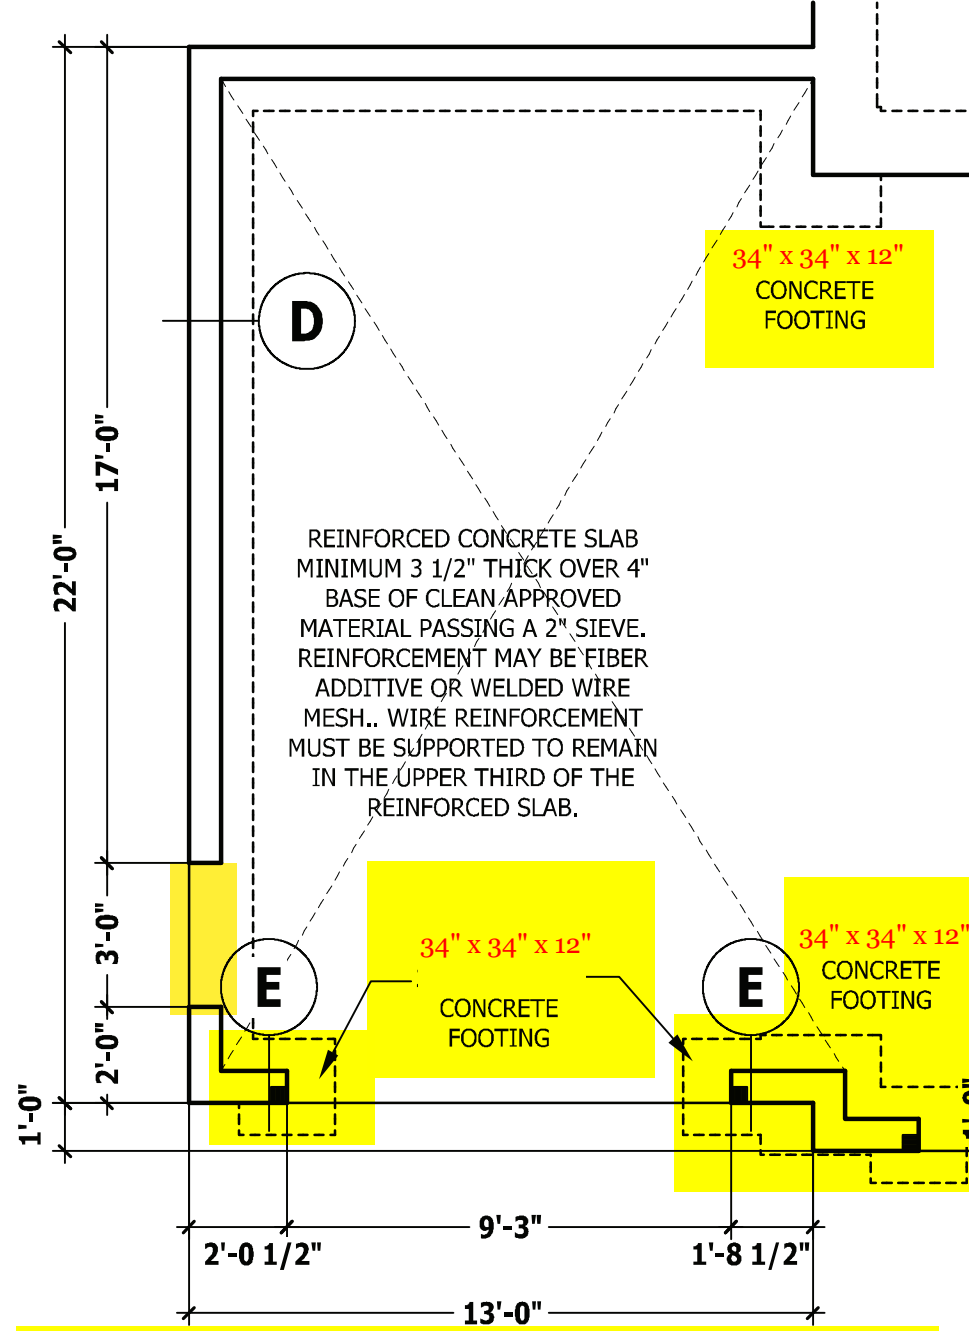 34" x 34" x 12"
CONCRETE
FOOTING
D
17'-0"
22'-0"
REINFORCED CONCRETE SLAB
MINIMUM 3 1/2" THICK OVER 4"
BASE OF CLEAN APPROVED
MATERIAL PASSING A 2" SIEVE.
REINFORCEMENT MAY BE FIBER
ADDITIVE OR WELDED WIRE
MESH.. WIRE REINFORCEMENT
MUST BE SUPPORTED TO REMAIN
IN THE UPPER THIRD OF THE
REINFORCED SLAB.
3'-0"
34" x 34" x 12"
CONCRETE
FOOTING
34" x 34" x 12"
CONCRETE
FOOTING
E
E
2'-0"
1'-0"
9'-3"
2'-0 1/2"
1'-8 1/2"
13'-0"